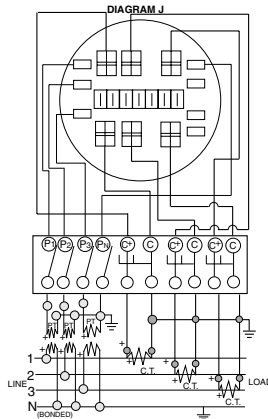 DIAGRAM J
P1 P2 P3 PN C+ C C+ C C+ C
PT PT PT
+ + +
+ + +
1
+ C.T.
LINE 2
+ C.T.
LOAD
3
+ C.T.
N
(BONDED)